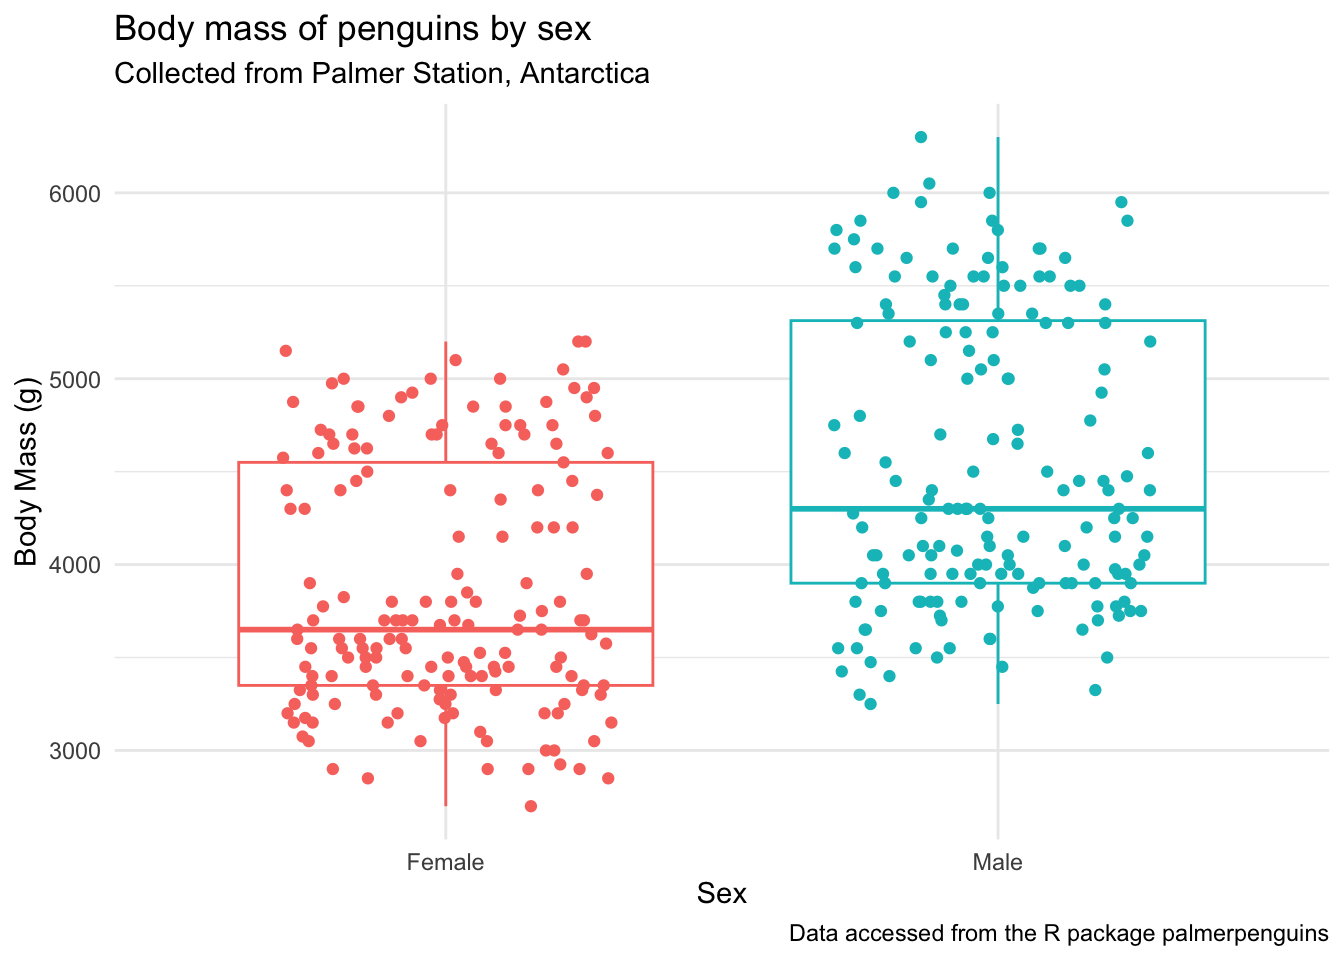 Body mass of penguins by sex
Collected from Palmer Station, Antarctica
Body Mass (g)
6000
5000
4000
3000
Female
Male
Sex
Data accessed from the R package palmerpenguins